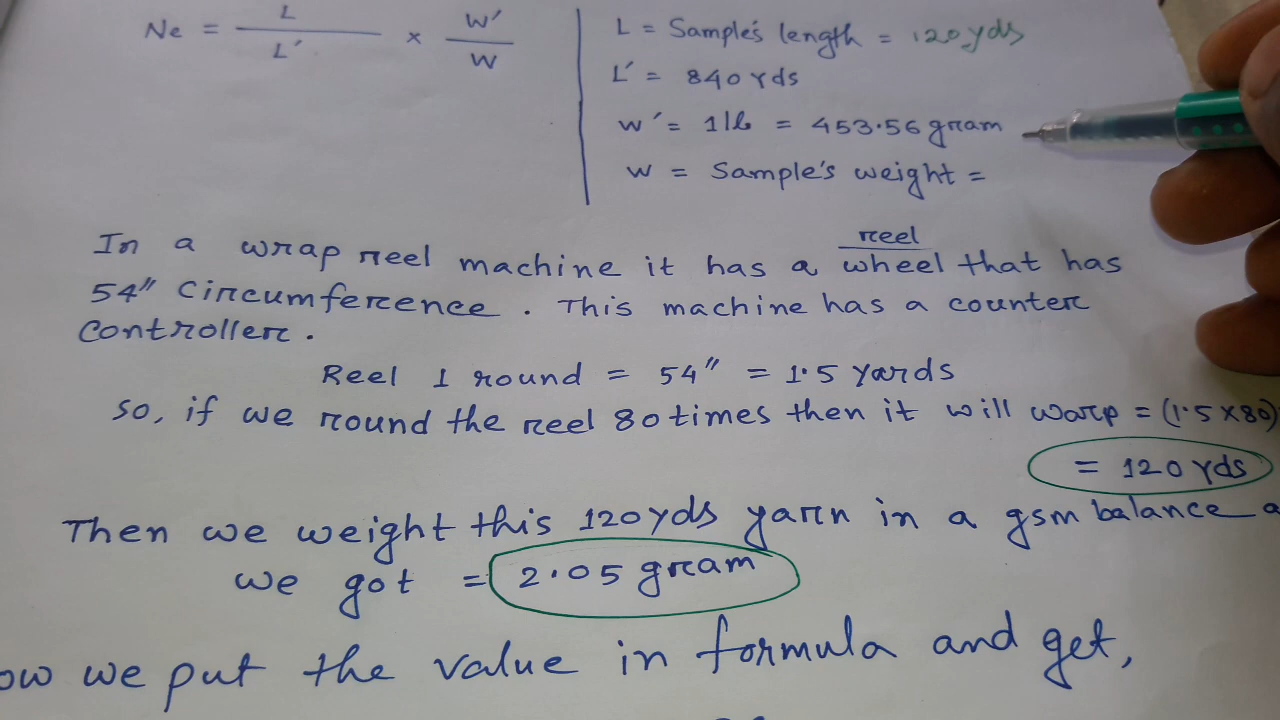 Ne = L / L' × W' / W
L = Sample's length = 120 yds
L' = 840 Yds
W' = 1 lb = 453.56 gram
W = Sample's weight =
In a wrap reel machine it has a reel wheel that has
54" Circumference. This machine has a counter
Controller.
Reel 1 round = 54" = 1.5 Yards
So, if we round the reel 80 times then it will warp = (1.5 X 80)
= 120 Yds
Then we weight this 120 yds yarn in a gsm balance a
we got = 2.05 gram
ow we put the value in formula and get,